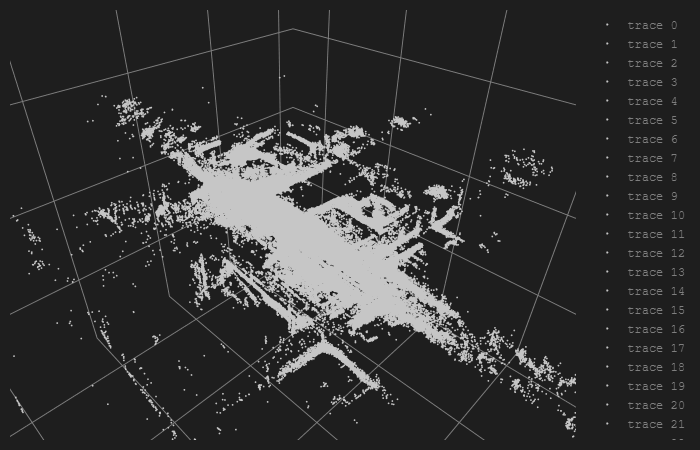 trace 0
trace 1
trace 2
trace 3
trace 4
trace 5
trace 6
trace 7
trace 8
trace 9
trace 10
trace 11
trace 12
trace 13
trace 14
trace 15
trace 16
trace 17
trace 18
trace 19
trace 20
trace 21